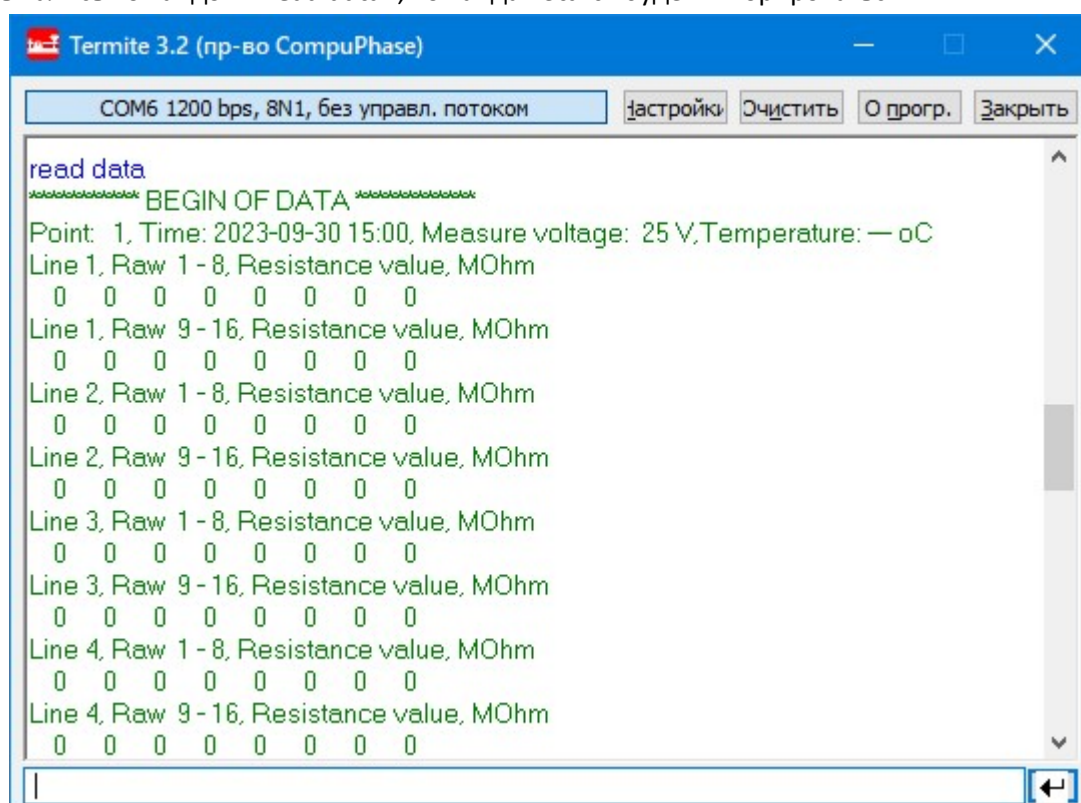 Termite 3.2 (пр-во CompuPhase)
COM6 1200 bps, 8N1, без управл. потоком Настройки Очистить О прогр. Закрыть
read data
************ BEGIN OF DATA *************
Point: 1, Time: 2023-09-30 15:00, Measure voltage: 25 V,Temperature: --- oC
Line 1, Raw 1 - 8, Resistance value, MOhm
0 0 0 0 0 0 0 0
Line 1, Raw 9 - 16, Resistance value, MOhm
0 0 0 0 0 0 0 0
Line 2, Raw 1 - 8, Resistance value, MOhm
0 0 0 0 0 0 0 0
Line 2, Raw 9 - 16, Resistance value, MOhm
0 0 0 0 0 0 0 0
Line 3, Raw 1 - 8, Resistance value, MOhm
0 0 0 0 0 0 0 0
Line 3, Raw 9 - 16, Resistance value, MOhm
0 0 0 0 0 0 0 0
Line 4, Raw 1 - 8, Resistance value, MOhm
0 0 0 0 0 0 0 0
Line 4, Raw 9 - 16, Resistance value, MOhm
0 0 0 0 0 0 0 0